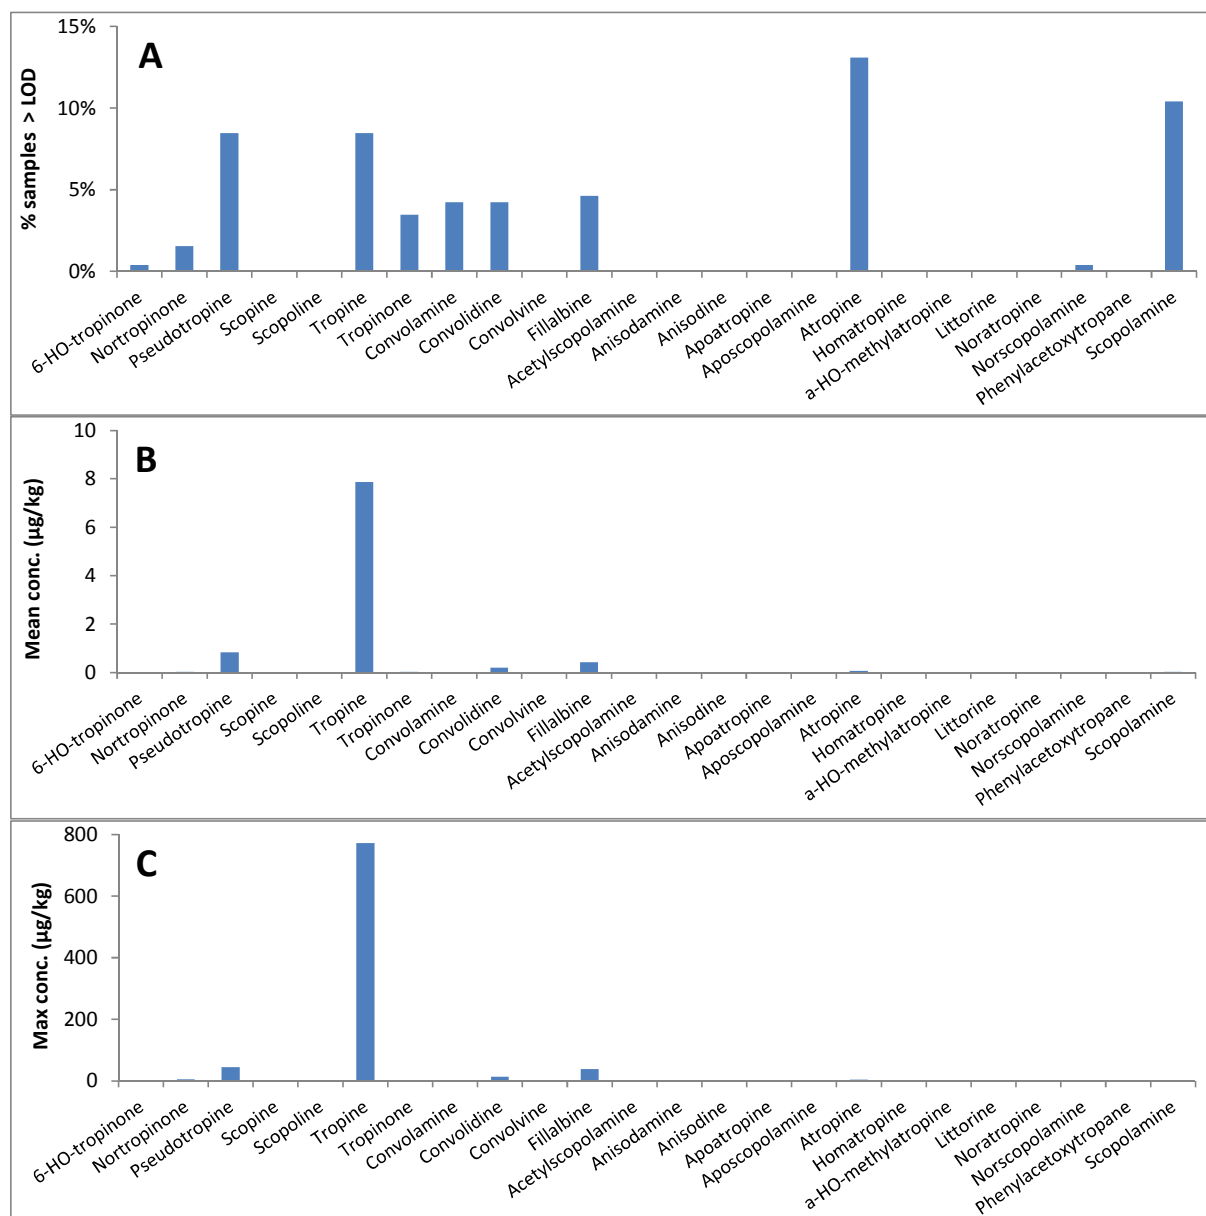 A
% samples > LOD
15%
10%
5%
0%
6-HO-tropinone
Nortropinone
Pseudotropine
Scopine
Scopoline
Tropine
Tropinone
Convolamine
Convolidine
Convolvine
Fillalbine
Acetylscopolamine
Anisodamine
Anisodine
Apoatropine
Aposcopolamine
Atropine
Homatropine
a-HO-methylatropine
Littorine
Noratropine
Norscopolamine
Phenylacetoxytropane
Scopolamine
B
Mean conc. (µg/kg)
10
8
6
4
2
0
6-HO-tropinone
Nortropinone
Pseudotropine
Scopine
Scopoline
Tropine
Tropinone
Convolamine
Convolidine
Convolvine
Fillalbine
Acetylscopolamine
Anisodamine
Anisodine
Apoatropine
Aposcopolamine
Atropine
Homatropine
a-HO-methylatropine
Littorine
Noratropine
Norscopolamine
Phenylacetoxytropane
Scopolamine
C
Max conc. (µg/kg)
800
600
400
200
0
6-HO-tropinone
Nortropinone
Pseudotropine
Scopine
Scopoline
Tropine
Tropinone
Convolamine
Convolidine
Convolvine
Fillalbine
Acetylscopolamine
Anisodamine
Anisodine
Apoatropine
Aposcopolamine
Atropine
Homatropine
a-HO-methylatropine
Littorine
Noratropine
Norscopolamine
Phenylacetoxytropane
Scopolamine